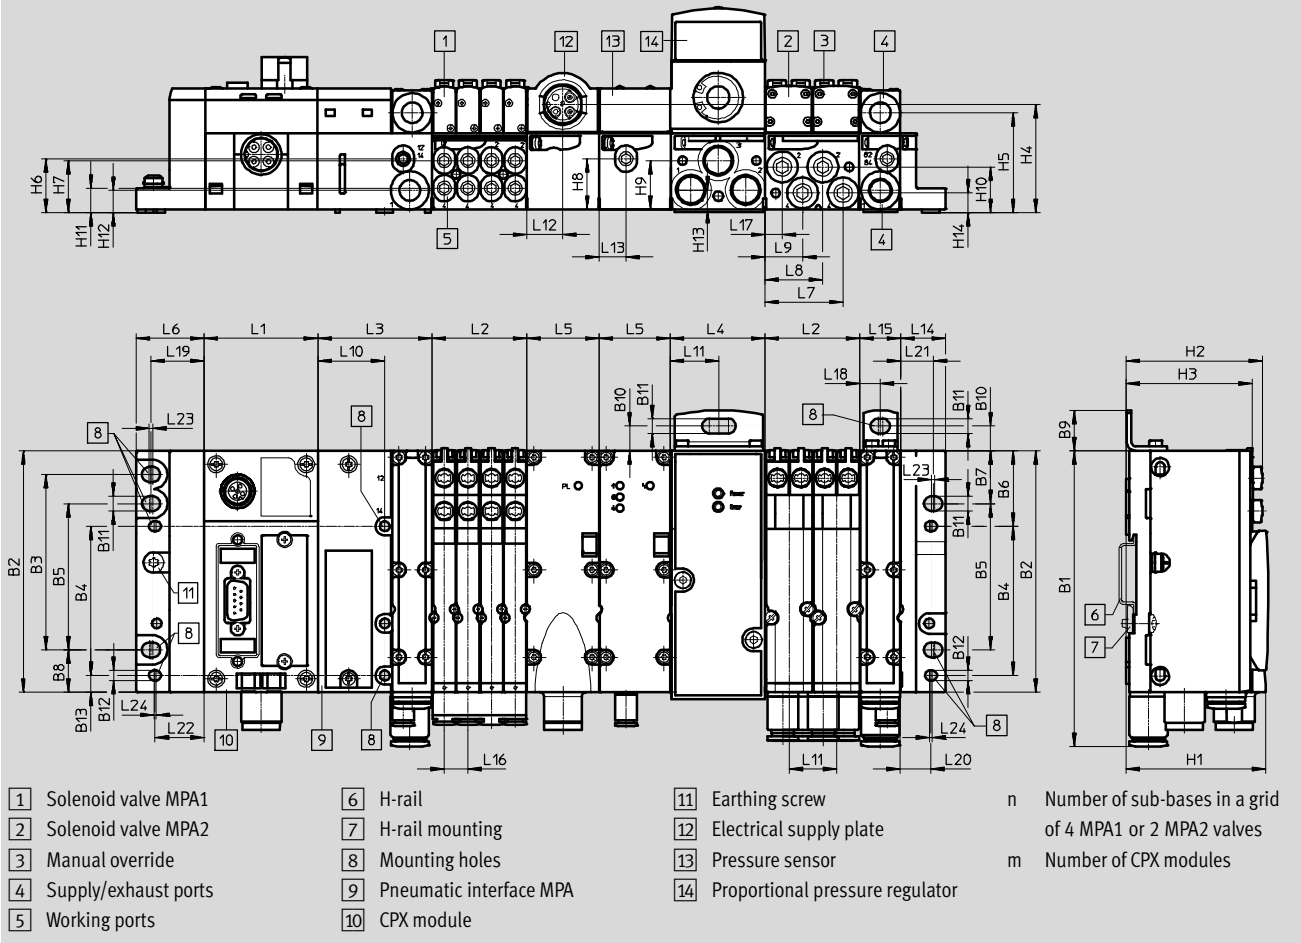 1 12 13 14 2 3 4
H6 H7 H11 H12 H8 H9 H13 H5 H4 H10 H14
5 L12 L13 L17 L9 L8 L7 4
L6 L1 L3 L2 L5 L5 L4 L2 L15 L14
L19 L10 L11 L18 L21
H2
H3
L23 8 8 B10 B11 8 B11 B10
B9
PL
L23 B7 B6
B2 B3 B5 B4 B11 11 8 B11 B5 B4 B2 B1
6
7
B8 B12 B13 B12
L24 L22 10 9 8 L16 L11 L24 L20 8 H1
1 Solenoid valve MPA1
2 Solenoid valve MPA2
3 Manual override
4 Supply/exhaust ports
5 Working ports
6 H-rail
7 H-rail mounting
8 Mounting holes
9 Pneumatic interface MPA
10 CPX module
11 Earthing screw
12 Electrical supply plate
13 Pressure sensor
14 Proportional pressure regulator
n Number of sub-bases in a grid
of 4 MPA1 or 2 MPA2 valves
m Number of CPX modules